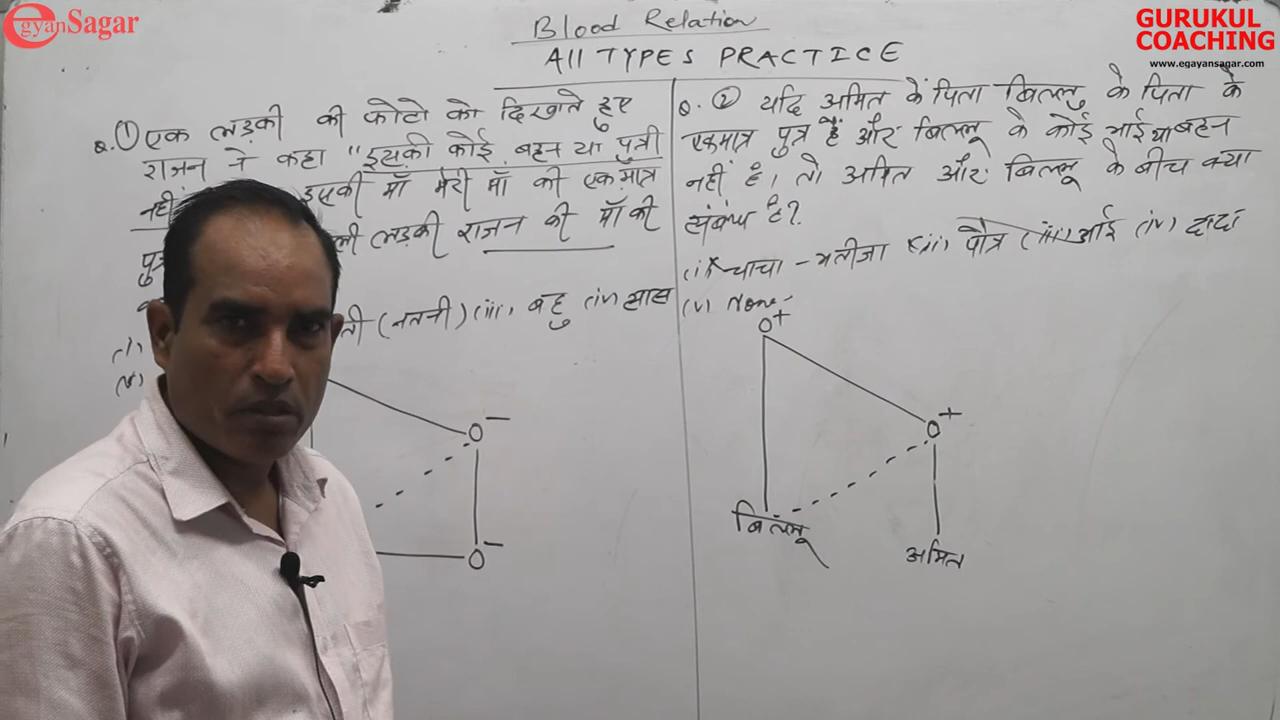 egyanSagar
Blood Relation
All TYPES PRACTICE
GURUKUL
COACHING
www.egayansagar.com
Q. ① एक लड़की की फोटो को दिखाते हुए
राजन ने कहा "इसकी कोई बहन या पुत्री
नहीं इसकी माँ मेरी माँ की एकमात्र
लड़की राजन की माँ की
(i) (नतनी) (iii) बहु (iv) सास
(v)
Q. ② यदि अमित के पिता बिल्लु के पिता के
एकमात्र पुत्र हैं और बिल्लु के कोई भाई या बहन
नहीं है। तो अमित और बिल्लु के बीच क्या
संबंध है?
(i) चाचा - भतीजा (ii) पौत्र (iii) भाई (iv) दादा
(v) None
O+
O-
O+
O-
बिल्लू
अमित